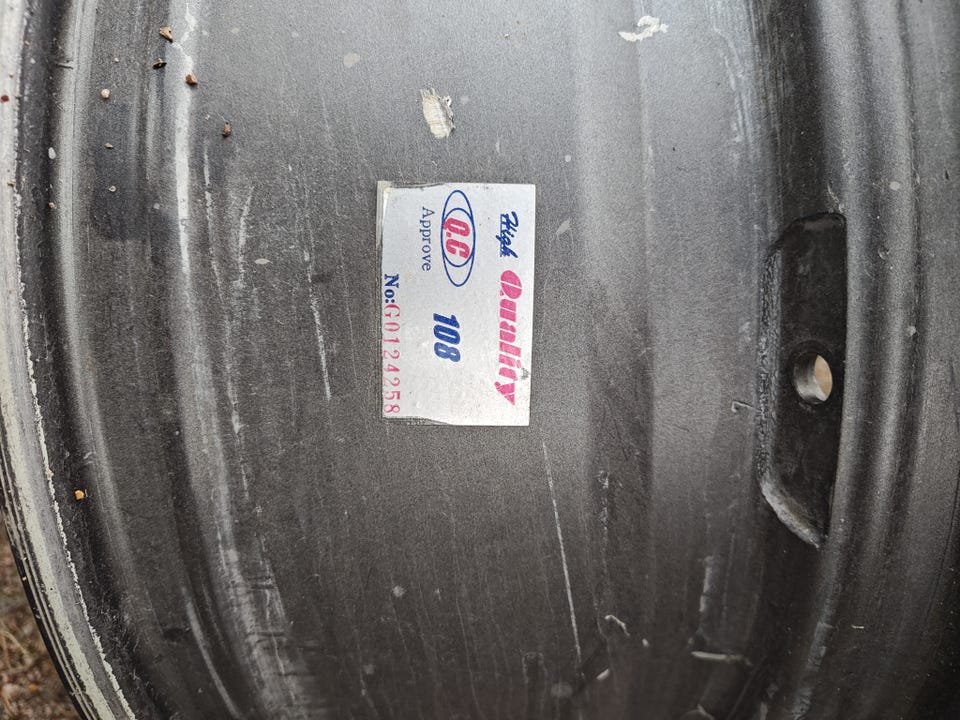 High Quality
Q.C 108
Approve
No:G0124258